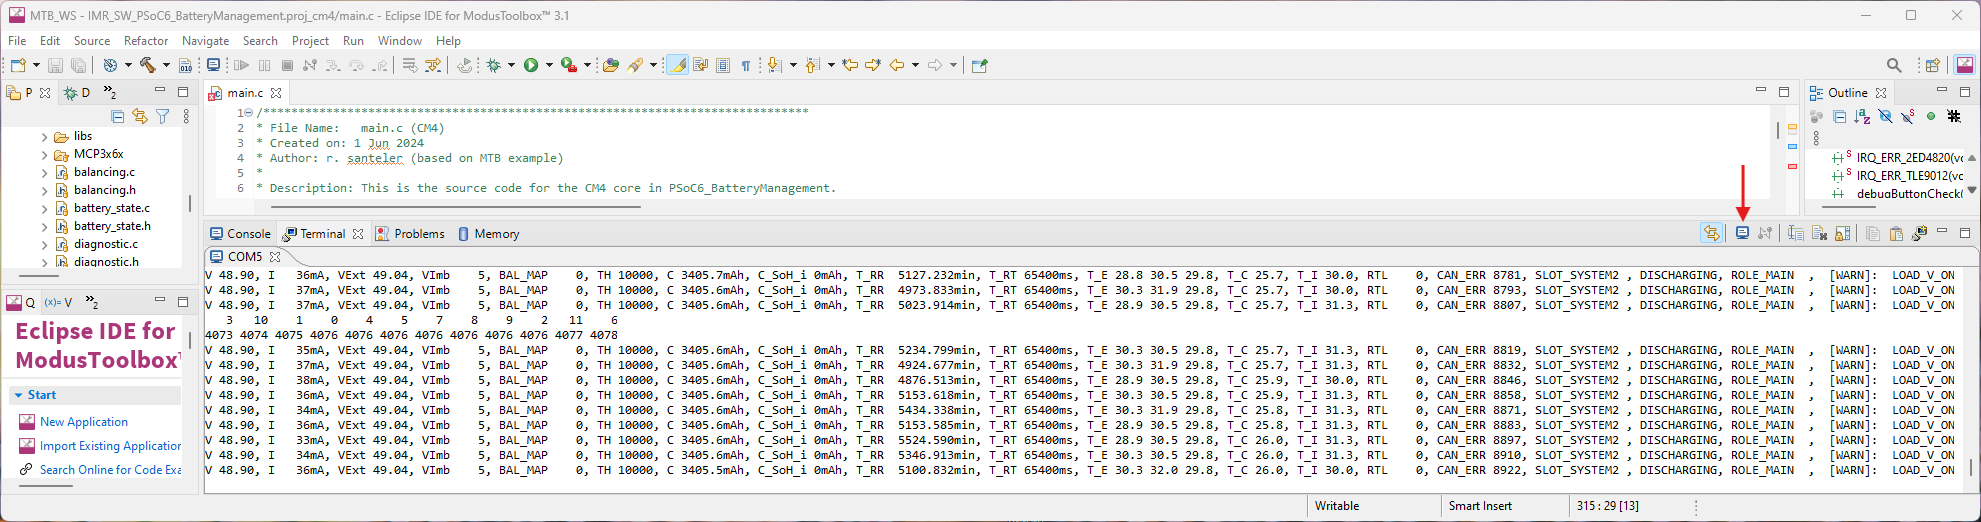 MTB_WS - IMR_SW_PSoC6_BatteryManagement.proj_cm4/main.c - Eclipse IDE for ModusToolbox™ 3.1
File Edit Source Refactor Navigate Search Project Run Window Help
P
D
»2
libs
MCP3x6x
balancing.c
balancing.h
battery_state.c
battery_state.h
diagnostic.c
diagnostic.h
main.c
1 /*******************************************************************************
2 * File Name:   main.c (CM4)
3 * Created on: 1 Jun 2024
4 * Author: r. santeler (based on MTB example)
5 *
6 * Description: This is the source code for the CM4 core in PSoC6_BatteryManagement.
Outline
IRQ_ERR_2ED4820(vc
IRQ_ERR_TLE9012(vc
debugButtonCheck(
Q
(x)= V
»2
Eclipse IDE for
ModusToolbox™
Start
New Application
Import Existing Application
Search Online for Code Exa
Console Terminal Problems Memory
COM5
V 48.90, I   36mA, VExt 49.04, VImb    5, BAL_MAP    0, TH 10000, C 3405.7mAh, C_SoH_i 0mAh, T_RR  5127.232min, T_RT 65400ms, T_E 28.8 30.5 29.8, T_C 25.7, T_I 30.0, RTL    0, CAN_ERR 8781, SLOT_SYSTEM2 , DISCHARGING, ROLE_MAIN  ,  [WARN]:  LOAD_V_ON
V 48.90, I   37mA, VExt 49.04, VImb    5, BAL_MAP    0, TH 10000, C 3405.7mAh, C_SoH_i 0mAh, T_RR  4973.833min, T_RT 65400ms, T_E 30.3 31.9 29.8, T_C 25.7, T_I 30.0, RTL    0, CAN_ERR 8793, SLOT_SYSTEM2 , DISCHARGING, ROLE_MAIN  ,  [WARN]:  LOAD_V_ON
V 48.90, I   37mA, VExt 49.04, VImb    5, BAL_MAP    0, TH 10000, C 3405.6mAh, C_SoH_i 0mAh, T_RR  5023.914min, T_RT 65400ms, T_E 28.9 30.5 29.8, T_C 25.7, T_I 31.3, RTL    0, CAN_ERR 8807, SLOT_SYSTEM2 , DISCHARGING, ROLE_MAIN  ,  [WARN]:  LOAD_V_ON
3   10    1    0    4    5    7    8    9    2   11    6
4073 4074 4075 4076 4076 4076 4076 4076 4076 4076 4077 4078
V 48.90, I   35mA, VExt 49.04, VImb    5, BAL_MAP    0, TH 10000, C 3405.6mAh, C_SoH_i 0mAh, T_RR  5234.799min, T_RT 65400ms, T_E 30.3 30.5 29.8, T_C 25.7, T_I 31.3, RTL    0, CAN_ERR 8819, SLOT_SYSTEM2 , DISCHARGING, ROLE_MAIN  ,  [WARN]:  LOAD_V_ON
V 48.90, I   37mA, VExt 49.04, VImb    5, BAL_MAP    0, TH 10000, C 3405.6mAh, C_SoH_i 0mAh, T_RR  4924.677min, T_RT 65400ms, T_E 30.3 31.9 29.8, T_C 25.7, T_I 31.3, RTL    0, CAN_ERR 8832, SLOT_SYSTEM2 , DISCHARGING, ROLE_MAIN  ,  [WARN]:  LOAD_V_ON
V 48.90, I   38mA, VExt 49.04, VImb    5, BAL_MAP    0, TH 10000, C 3405.6mAh, C_SoH_i 0mAh, T_RR  4876.513min, T_RT 65400ms, T_E 28.9 30.5 29.8, T_C 25.9, T_I 30.0, RTL    0, CAN_ERR 8846, SLOT_SYSTEM2 , DISCHARGING, ROLE_MAIN  ,  [WARN]:  LOAD_V_ON
V 48.90, I   36mA, VExt 49.04, VImb    5, BAL_MAP    0, TH 10000, C 3405.6mAh, C_SoH_i 0mAh, T_RR  5153.618min, T_RT 65400ms, T_E 28.9 30.5 29.8, T_C 25.8, T_I 31.3, RTL    0, CAN_ERR 8858, SLOT_SYSTEM2 , DISCHARGING, ROLE_MAIN  ,  [WARN]:  LOAD_V_ON
V 48.90, I   34mA, VExt 49.04, VImb    5, BAL_MAP    0, TH 10000, C 3405.6mAh, C_SoH_i 0mAh, T_RR  5434.338min, T_RT 65400ms, T_E 30.3 31.9 29.8, T_C 25.8, T_I 31.3, RTL    0, CAN_ERR 8871, SLOT_SYSTEM2 , DISCHARGING, ROLE_MAIN  ,  [WARN]:  LOAD_V_ON
V 48.90, I   36mA, VExt 49.04, VImb    5, BAL_MAP    0, TH 10000, C 3405.6mAh, C_SoH_i 0mAh, T_RR  5153.585min, T_RT 65400ms, T_E 28.9 30.5 29.8, T_C 25.8, T_I 31.3, RTL    0, CAN_ERR 8883, SLOT_SYSTEM2 , DISCHARGING, ROLE_MAIN  ,  [WARN]:  LOAD_V_ON
V 48.90, I   33mA, VExt 49.04, VImb    5, BAL_MAP    0, TH 10000, C 3405.6mAh, C_SoH_i 0mAh, T_RR  5524.590min, T_RT 65400ms, T_E 28.9 30.5 29.8, T_C 26.0, T_I 31.3, RTL    0, CAN_ERR 8897, SLOT_SYSTEM2 , DISCHARGING, ROLE_MAIN  ,  [WARN]:  LOAD_V_ON
V 48.90, I   34mA, VExt 49.04, VImb    5, BAL_MAP    0, TH 10000, C 3405.6mAh, C_SoH_i 0mAh, T_RR  5346.913min, T_RT 65400ms, T_E 30.3 30.5 29.8, T_C 26.0, T_I 31.3, RTL    0, CAN_ERR 8910, SLOT_SYSTEM2 , DISCHARGING, ROLE_MAIN  ,  [WARN]:  LOAD_V_ON
V 48.90, I   36mA, VExt 49.04, VImb    5, BAL_MAP    0, TH 10000, C 3405.5mAh, C_SoH_i 0mAh, T_RR  5100.832min, T_RT 65400ms, T_E 30.3 32.0 29.8, T_C 26.0, T_I 30.0, RTL    0, CAN_ERR 8922, SLOT_SYSTEM2 , DISCHARGING, ROLE_MAIN  ,  [WARN]:  LOAD_V_ON
Writable Smart Insert 315 : 29 [13]